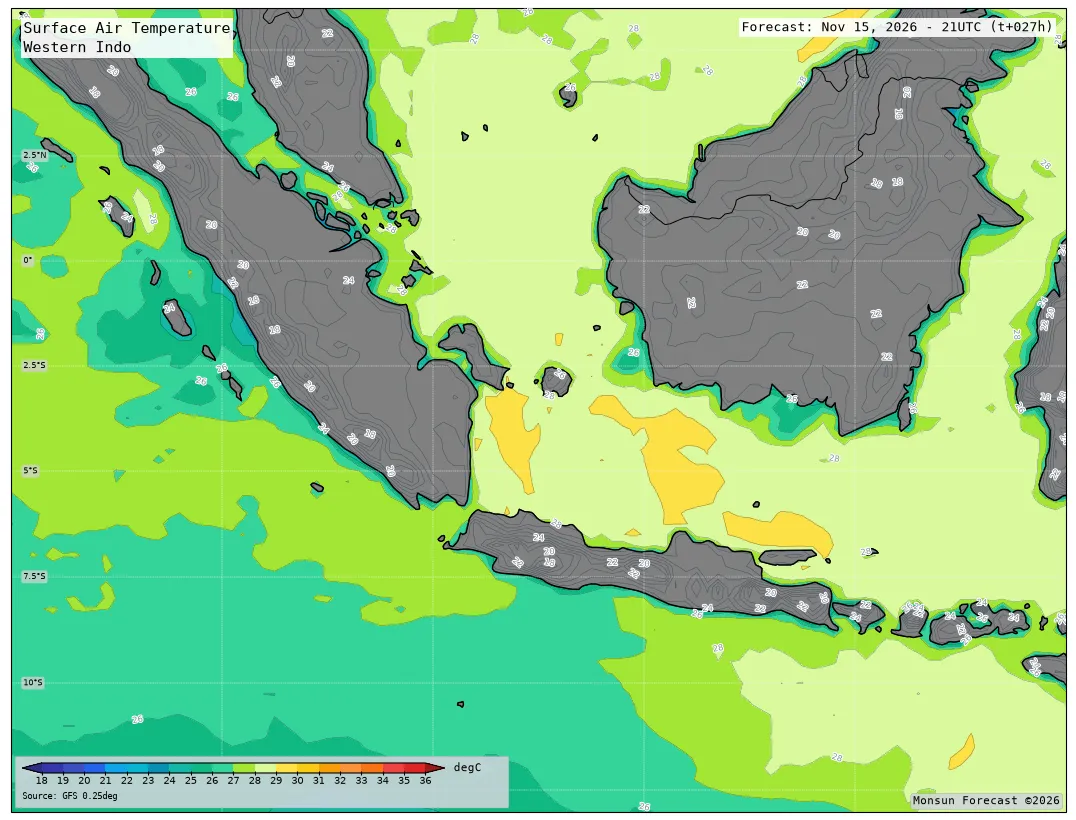 Surface Air Temperature
Western Indo
Forecast: Nov 15, 2026 - 21UTC (t+027h)
2.5°N
0°
2.5°S
5°S
7.5°S
10°S
degC
18 19 20 21 22 23 24 25 26 27 28 29 30 31 32 33 34 35 36
Source: GFS 0.25deg
Monsun Forecast ©2026